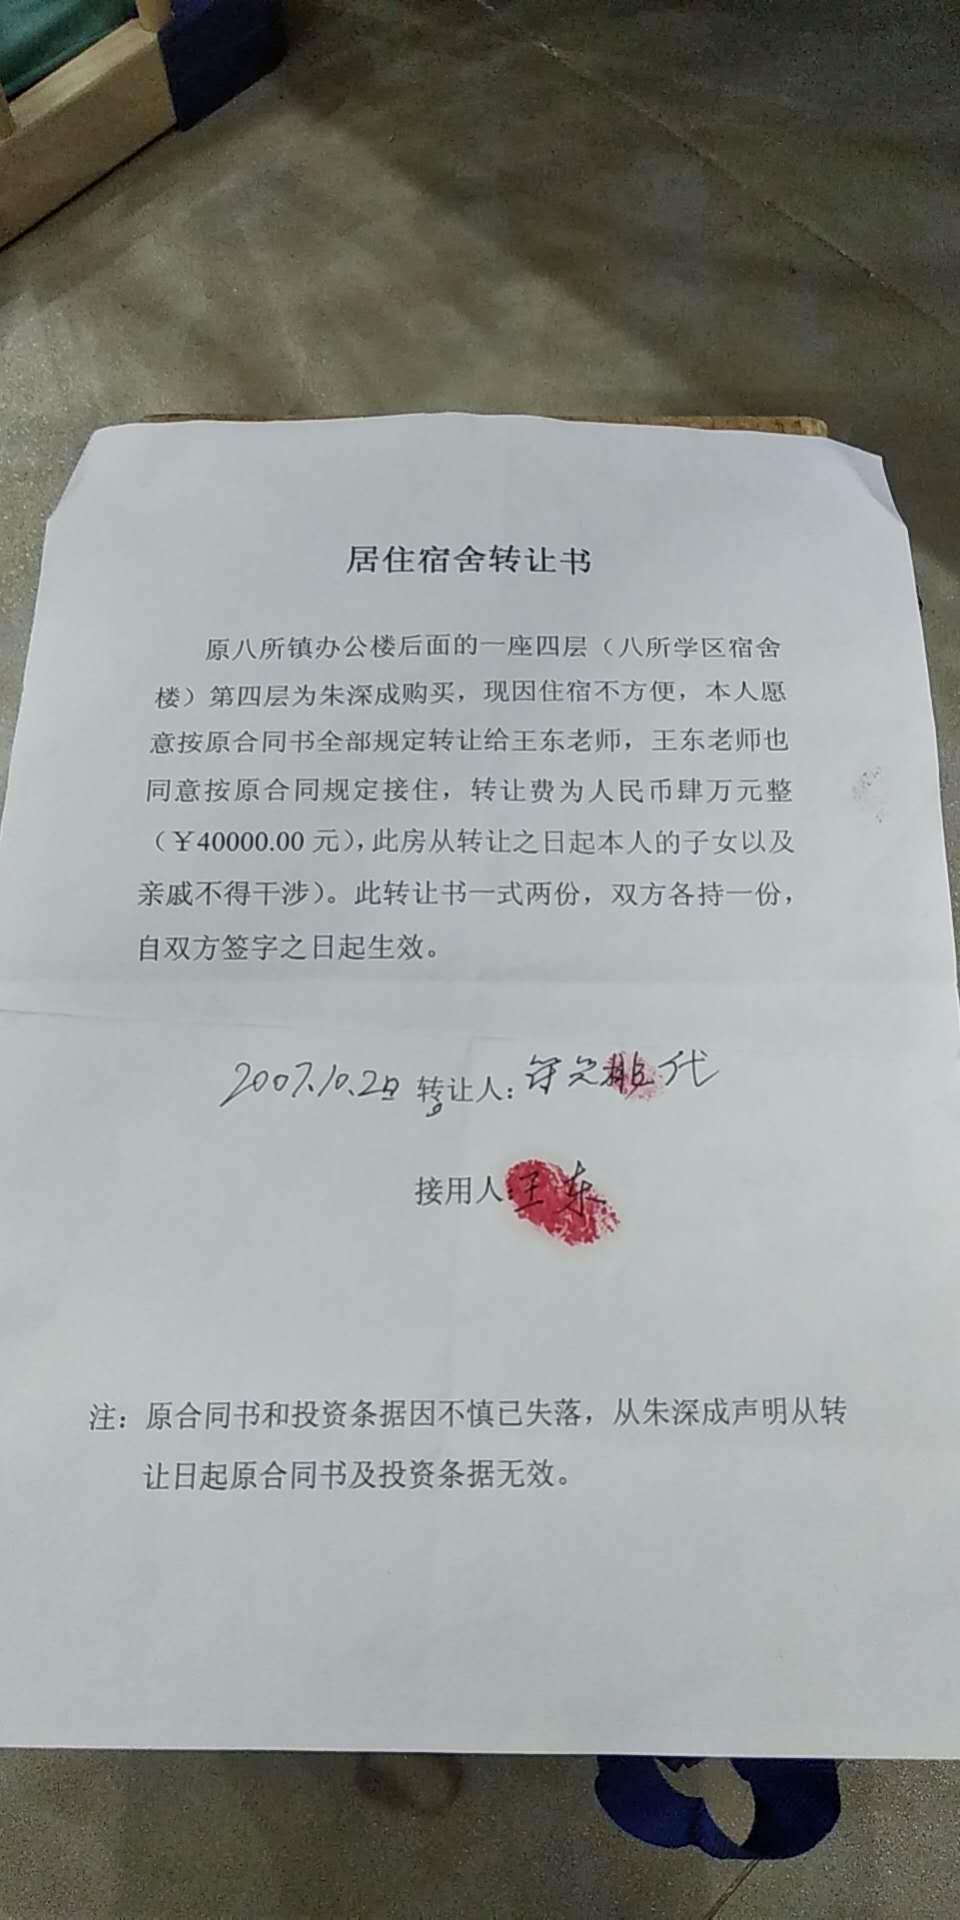 居住宿舍转让书
原八所镇办公楼后面的一座四层（八所学区宿舍
楼）第四层为朱深成购买，现因住宿不方便，本人愿
意按原合同书全部规定转让给王东老师，王东老师也
同意按原合同规定接住，转让费为人民币肆万元整
（￥40000.00 元），此房从转让之日起本人的子女以及
亲戚不得干涉）。此转让书一式两份，双方各持一份，
自双方签字之日起生效。
2007.10.2日 转让人： 代
接用人：王东
注：原合同书和投资条据因不慎已失落，从朱深成声明从转
让日起原合同书及投资条据无效。